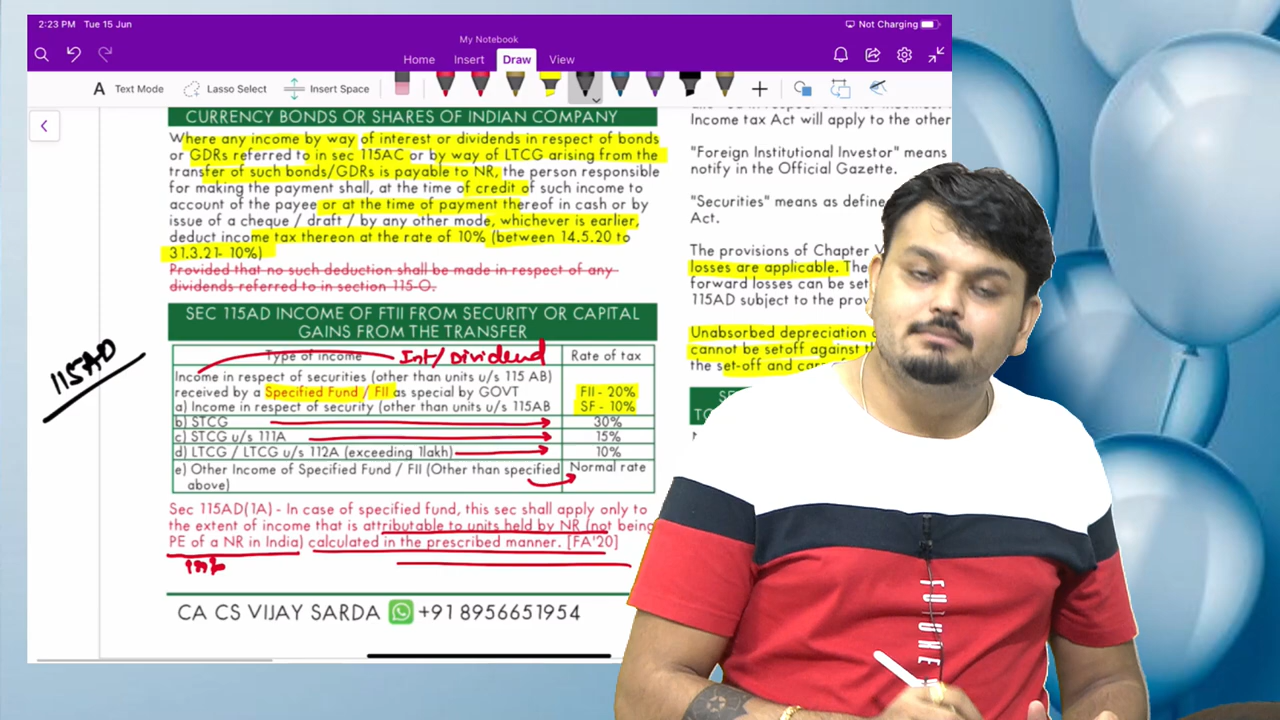 2:23 PM Tue 15 Jun
Not Charging
My Notebook
Home Insert Draw View
Text Mode Lasso Select Insert Space
CURRENCY BONDS OR SHARES OF INDIAN COMPANY
Where any income by way of interest or dividends in respect of bonds
or GDRs referred to in sec 115AC or by way of LTCG arising from the
transfer of such bonds/GDRs is payable to NR, the person responsible
for making the payment shall, at the time of credit of such income to
account of the payee or at the time of payment thereof in cash or by
issue of a cheque / draft / by any other mode, whichever is earlier,
deduct income tax thereon at the rate of 10% (between 14.5.20 to
31.3.21- 10%)
Provided that no such deduction shall be made in respect of any
dividends referred to in section 115-O.
SEC 115AD INCOME OF FTII FROM SECURITY OR CAPITAL
GAINS FROM THE TRANSFER
115AD
Type of income Int/Dividend Rate of tax
Income in respect of securities (other than units u/s 115 AB)
received by a Specified Fund / FII as special by GOVT FII - 20%
a) Income in respect of security (other than units u/s 115AB SF - 10%
b) STCG 30%
c) STCG u/s 111A 15%
d) LTCG / LTCG u/s 112A (exceeding 1lakh) 10%
e) Other Income of Specified Fund / FII (Other than specified Normal rate
above)
Sec 115AD(1A) - In case of specified fund, this sec shall apply only to
the extent of income that is attributable to units held by NR (not being
PE of a NR in India) calculated in the prescribed manner. [FA'20]
CA CS VIJAY SARDA +91 8956651954
Income tax Act will apply to the other
"Foreign Institutional Investor" means
notify in the Official Gazette.
"Securities" means as define
Act.
The provisions of Chapter V
losses are applicable. The
forward losses can be set
115AD subject to the prov
Unabsorbed depreciation
cannot be setoff against th
the set-off and carr
FUTURE